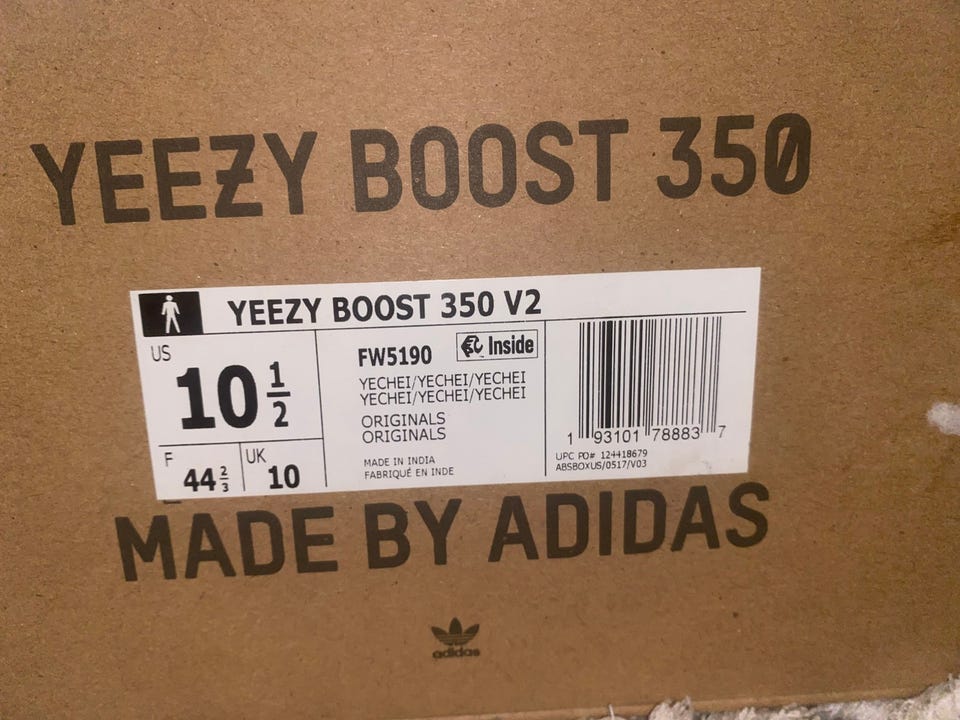 YEEZY BOOST 350
YEEZY BOOST 350 V2
US
10 1/2
F
44 2/3
UK
10
FW5190
Inside
YECHEI/YECHEI/YECHEI
YECHEI/YECHEI/YECHEI
ORIGINALS
ORIGINALS
MADE IN INDIA
FABRIQUÉ EN INDE
1 93101 78883 7
UPC PO# 124418679
ABSBOXUS/0517/V03
MADE BY ADIDAS
adidas